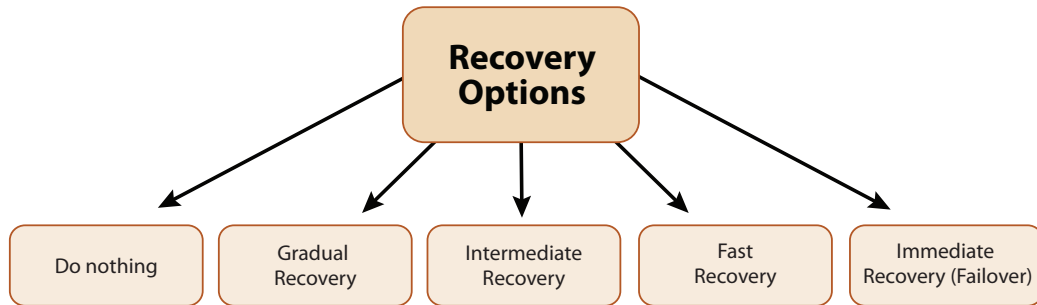 Recovery
Options
Do nothing
Gradual
Recovery
Intermediate
Recovery
Fast
Recovery
Immediate
Recovery (Failover)